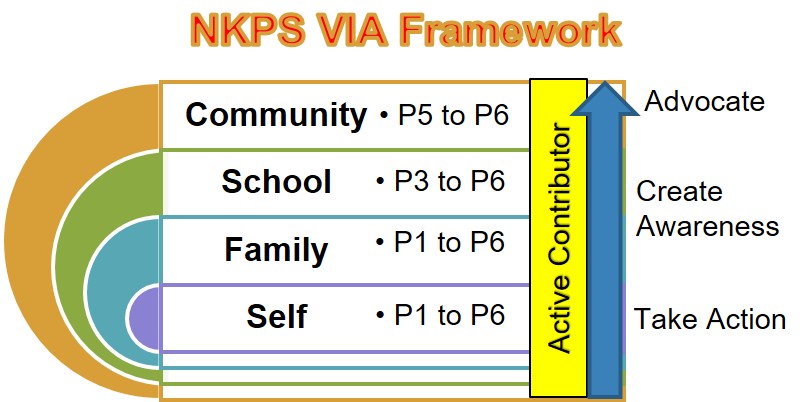 NKPS VIA Framework
Community • P5 to P6
School • P3 to P6
Family • P1 to P6
Self • P1 to P6
Active Contributor
Advocate
Create
Awareness
Take Action